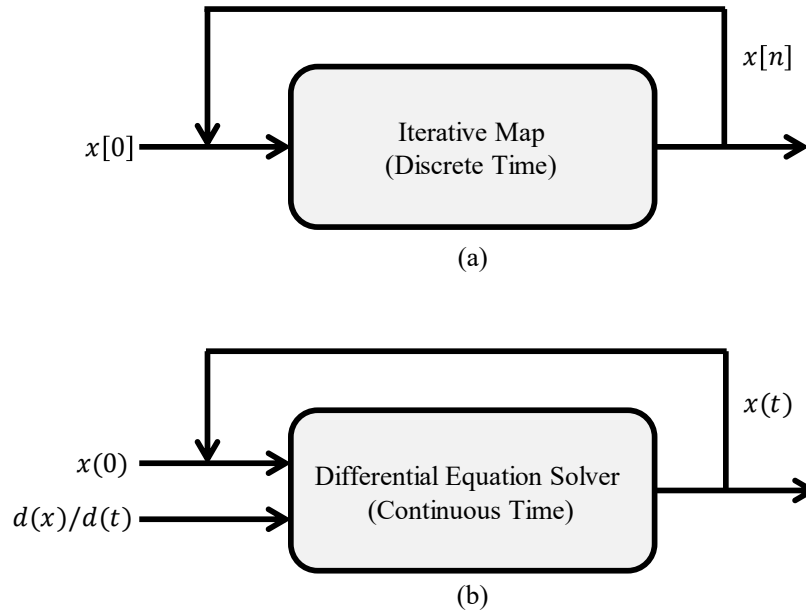 x[n]
x[0]
Iterative Map
(Discrete Time)
(a)
x(t)
x(0)
d(x)/d(t)
Differential Equation Solver
(Continuous Time)
(b)